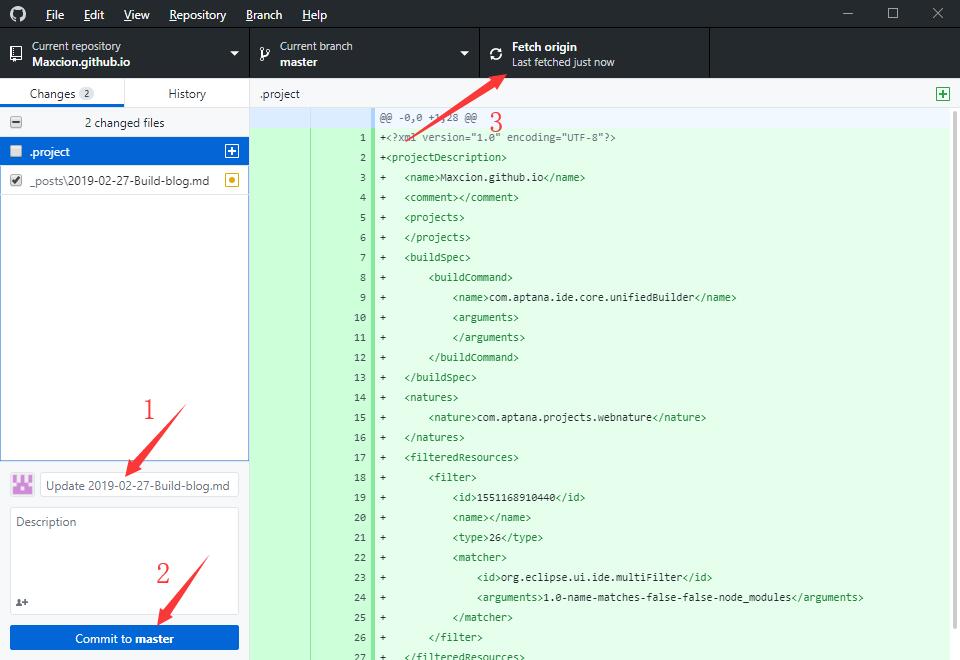 File Edit View Repository Branch Help
Current repository
Maxcion.github.io
Current branch
master
Fetch origin
Last fetched just now
Changes 2 History
.project
2 changed files
.project
_posts\2019-02-27-Build-blog.md
@@ -0,0 +1,28 @@
3
1 +<?xml version="1.0" encoding="UTF-8"?>
2 +<projectDescription>
3 + <name>Maxcion.github.io</name>
4 + <comment></comment>
5 + <projects>
6 + </projects>
7 + <buildSpec>
8 + <buildCommand>
9 + <name>com.aptana.ide.core.unifiedBuilder</name>
10 + <arguments>
11 + </arguments>
12 + </buildCommand>
13 + </buildSpec>
14 + <natures>
15 + <nature>com.aptana.projects.webnature</nature>
16 + </natures>
17 + <filteredResources>
18 + <filter>
19 + <id>1551168910440</id>
20 + <name></name>
21 + <type>26</type>
22 + <matcher>
23 + <id>org.eclipse.ui.ide.multiFilter</id>
24 + <arguments>1.0-name-matches-false-false-node_modules</arguments>
25 + </matcher>
26 + </filter>
27 + </filteredResources>
1
Update 2019-02-27-Build-blog.md
Description
2
Commit to master